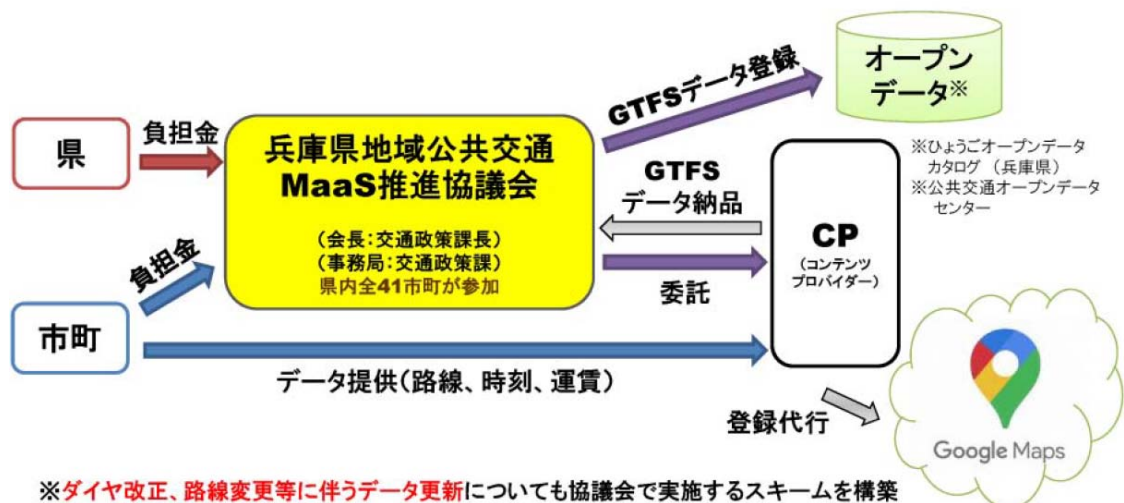 GTFSデータ登録
オープン
データ※
県
負担金
兵庫県地域公共交通
MaaS推進協議会
(会長:交通政策課長)
(事務局:交通政策課)
県内全41市町が参加
GTFS
データ納品
委託
CP
(コンテンツ
プロバイダー)
※ひょうごオープンデータ
カタログ (兵庫県)
※公共交通オープンデータ
センター
負担金
市町
データ提供(路線、時刻、運賃)
登録代行
Google Maps
※ダイヤ改正、路線変更等に伴うデータ更新についても協議会で実施するスキームを構築